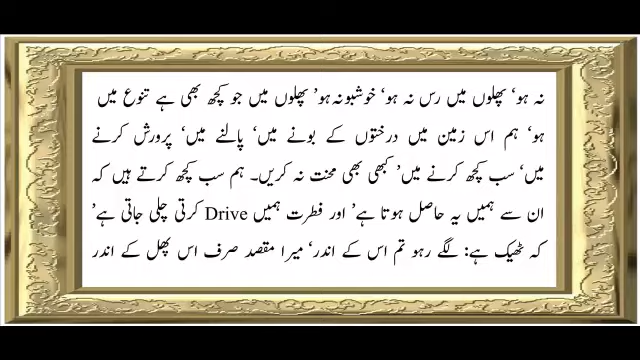 نہ ہو‘ پھلوں میں رس نہ ہو‘ خوشبو نہ ہو’ پھلوں میں جو کچھ بھی ہے تنوع میں
ہو‘ ہم اس زمین میں درختوں کے بونے میں‘ پالنے میں‘ پرورش کرنے
میں‘ سب کچھ کرنے میں’ کبھی بھی محنت نہ کریں۔ ہم سب کچھ کرتے ہیں کہ
ان سے ہمیں یہ حاصل ہوتا ہے’ اور فطرت ہمیں Drive کرتی چلی جاتی ہے’
کہ ٹھیک ہے: لگے رہو تم اس کے اندر‘ میرا مقصد صرف اس پھل کے اندر